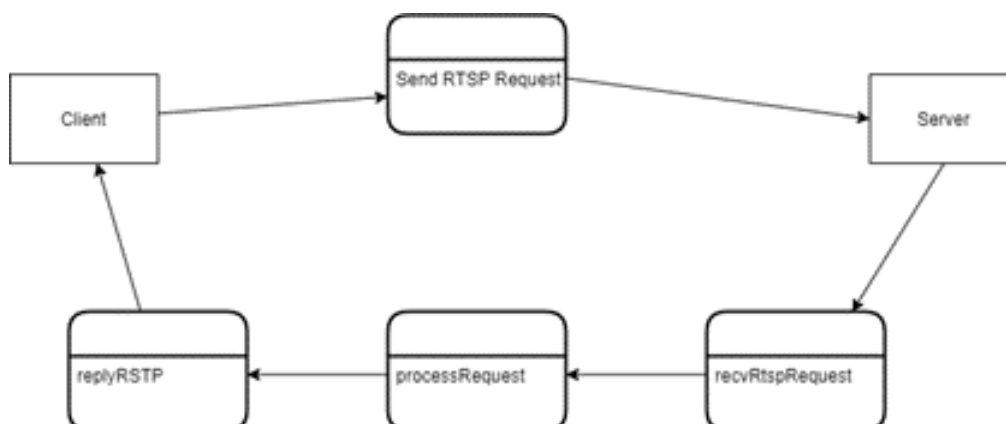 Send RTSP Request
Client
Server
replyRSTP
processRequest
recvRtspRequest